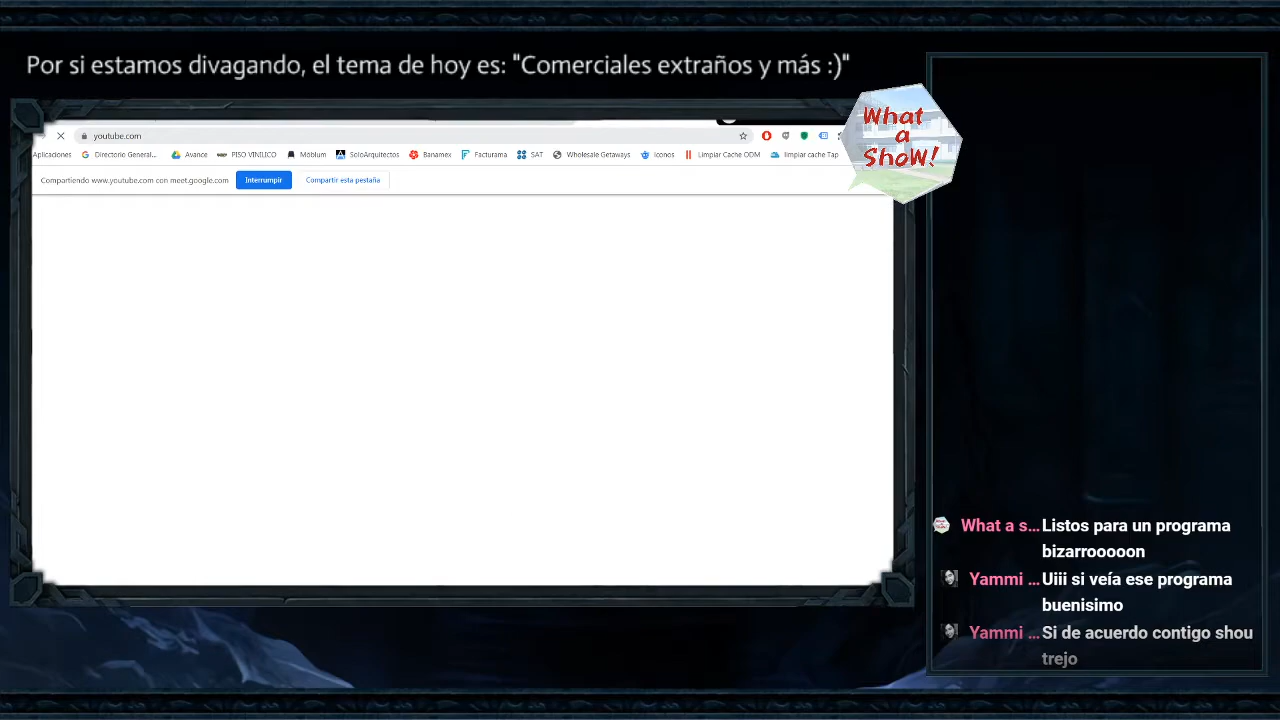 Por si estamos divagando, el tema de hoy es: "Comerciales extraños y más :)"
What
a
ShoW!
youtube.com
Aplicaciones Directorio General... Avance PISO VINILICO Mobium SoloArquitectos Banamex Facturama SAT Wholesale Getaways Iconos Limpiar Cache ODM limpiar cache Tap
Compartiendo www.youtube.com con meet.google.com Interrumpir Compartir esta pestaña
What a s... Listos para un programa
bizarrooooon
Yammi ... Uiii si veía ese programa
buenisimo
Yammi ... Si de acuerdo contigo shou
trejo